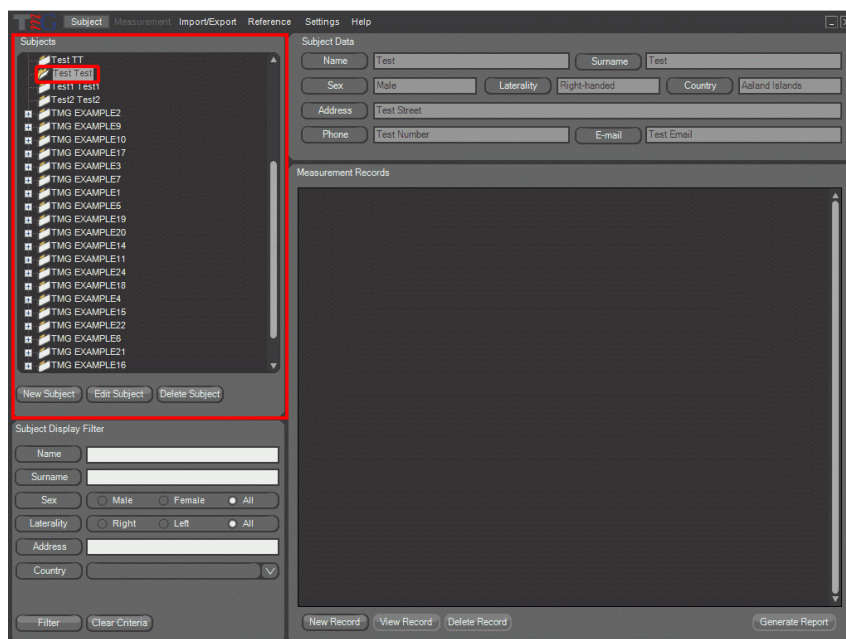 TMG Subject Measurement Import/Export Reference Settings Help
Subjects
Test TT
Test Test
Test1 Test1
Test2 Test2
TMG EXAMPLE2
TMG EXAMPLE9
TMG EXAMPLE10
TMG EXAMPLE17
TMG EXAMPLE3
TMG EXAMPLE7
TMG EXAMPLE1
TMG EXAMPLE5
TMG EXAMPLE19
TMG EXAMPLE20
TMG EXAMPLE14
TMG EXAMPLE11
TMG EXAMPLE24
TMG EXAMPLE18
TMG EXAMPLE4
TMG EXAMPLE15
TMG EXAMPLE22
TMG EXAMPLE6
TMG EXAMPLE21
TMG EXAMPLE16
New Subject Edit Subject Delete Subject
Subject Display Filter
Name
Surname
Sex Male Female All
Laterality Right Left All
Address
Country
Filter Clear Criteria
Subject Data
Name Test Surname Test
Sex Male Laterality Right-handed Country Aaland Islands
Address Test Street
Phone Test Number E-mail Test Email
Measurement Records
New Record View Record Delete Record Generate Report